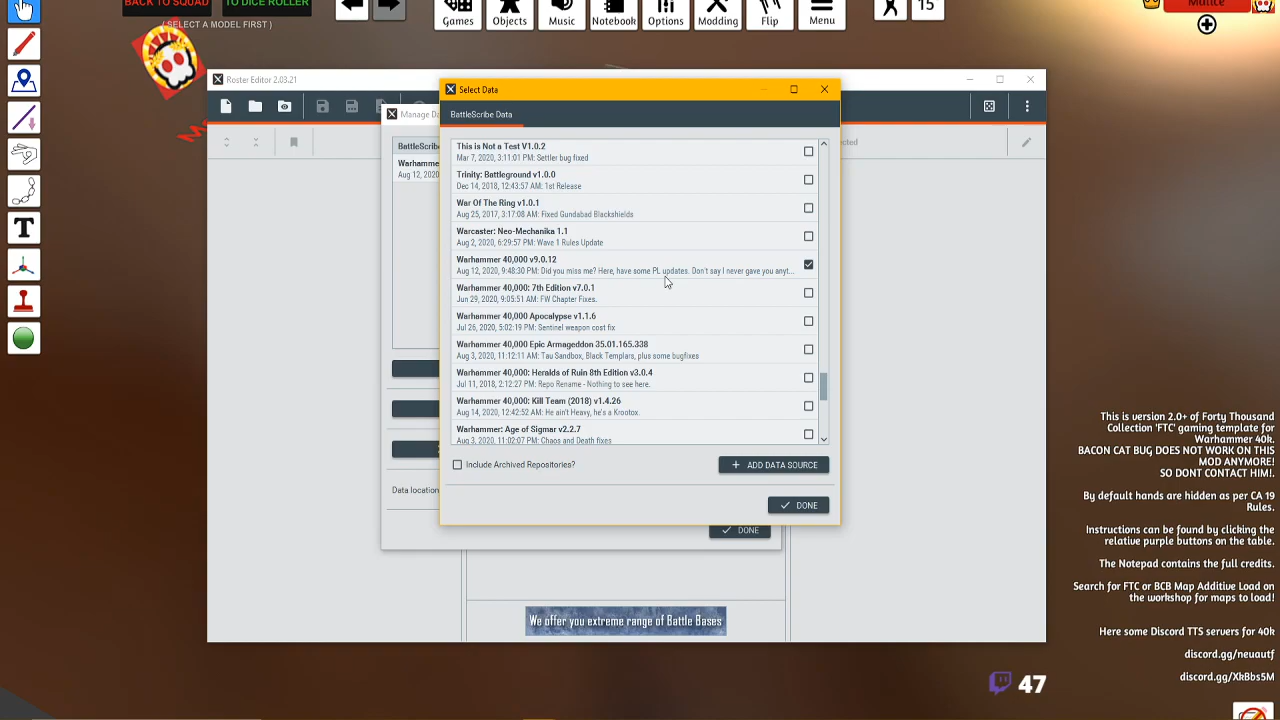 BACK TO SQUAD
TO DICE ROLLER
( SELECT A MODEL FIRST )
Games
Objects
Music
Notebook
Options
Modding
Flip
Menu
15
Malice
T
Roster Editor 2.03.21
Manage Da
BattleScribe
Warhammer
Aug 12, 2020
Data location
DONE
Select Data
BattleScribe Data
This is Not a Test V1.0.2
Mar 7, 2020, 3:11:01 PM: Settler bug fixed
Trinity: Battleground v1.0.0
Dec 14, 2018, 12:43:57 AM: 1st Release
War Of The Ring v1.0.1
Aug 25, 2017, 3:17:08 AM: Fixed Gundabad Blackshields
Warcaster: Neo-Mechanika 1.1
Aug 2, 2020, 6:29:57 PM: Wave 1 Rules Update
Warhammer 40,000 v9.0.12
Aug 12, 2020, 9:48:30 PM: Did you miss me? Here, have some PL updates. Don't say I never gave you anyt...
Warhammer 40,000: 7th Edition v7.0.1
Jun 29, 2020, 9:05:51 AM: FW Chapter Fixes.
Warhammer 40,000 Apocalypse v1.1.6
Jul 26, 2020, 5:02:19 PM: Sentinel weapon cost fix
Warhammer 40,000 Epic Armageddon 35.01.165.338
Aug 3, 2020, 11:12:11 AM: Tau Sandbox, Black Templars, plus some bugfixes
Warhammer 40,000: Heralds of Ruin 8th Edition v3.0.4
Jul 11, 2018, 2:12:27 PM: Repo Rename - Nothing to see here.
Warhammer 40,000: Kill Team (2018) v1.4.26
Aug 14, 2020, 12:42:52 AM: He ain't Heavy, he's a Krootox.
Warhammer: Age of Sigmar v2.2.7
Aug 3, 2020, 11:02:07 PM: Chaos and Death fixes
Include Archived Repositories?
ADD DATA SOURCE
DONE
We offer you extreme range of Battle Bases
This is version 2.0+ of Forty Thousand
Collection 'FTC' gaming template for
Warhammer 40k.
BACON CAT BUG DOES NOT WORK ON THIS
MOD ANYMORE!
SO DONT CONTACT HIM!.
By default hands are hidden as per CA 19
Rules.
Instructions can be found by clicking the
relative purple buttons on the table.
The Notepad contains the full credits.
Search for FTC or BCB Map Additive Load on
the workshop for maps to load!
Here some Discord TTS servers for 40k
discord.gg/neuautf
discord.gg/XkBbs5M
47